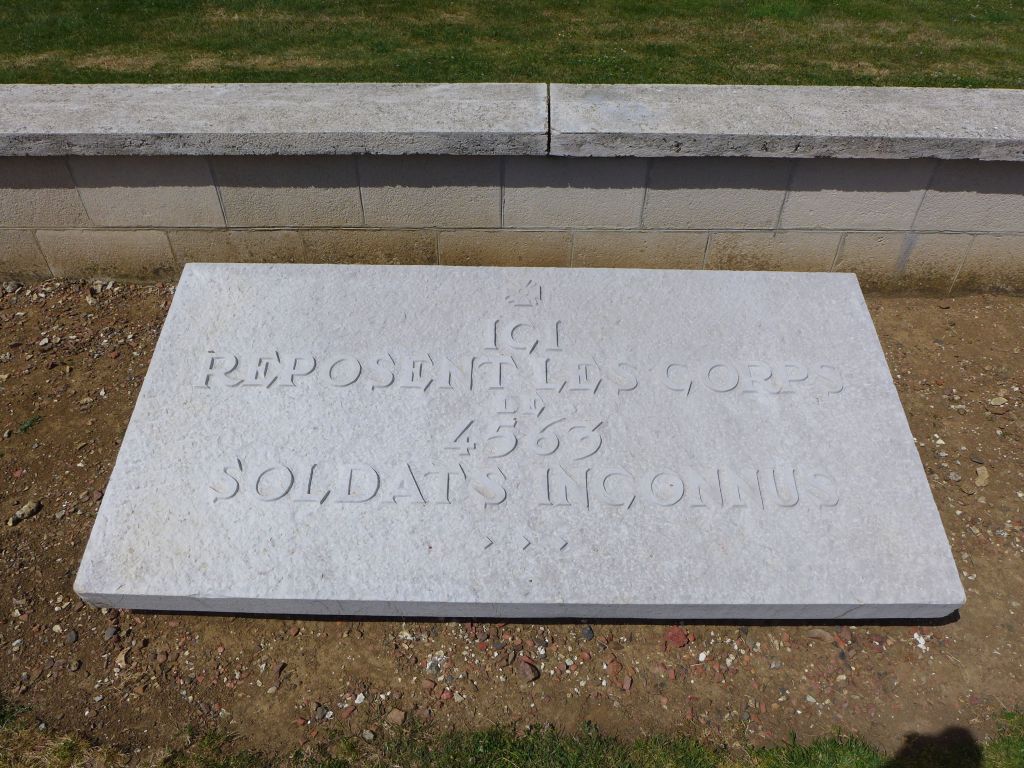 ICI
REPOSENT LES CORPS
DE
4563
SOLDATS INCONNUS